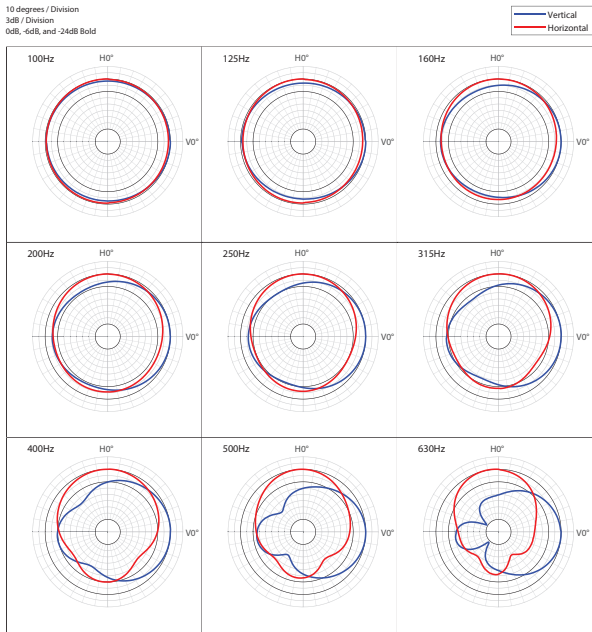 10 degrees / Division
3dB / Division
0dB, -6dB, and -24dB Bold
Vertical
Horizontal
100Hz
H0°
V0°
125Hz
H0°
V0°
160Hz
H0°
V0°
200Hz
H0°
V0°
250Hz
H0°
V0°
315Hz
H0°
V0°
400Hz
H0°
V0°
500Hz
H0°
V0°
630Hz
H0°
V0°